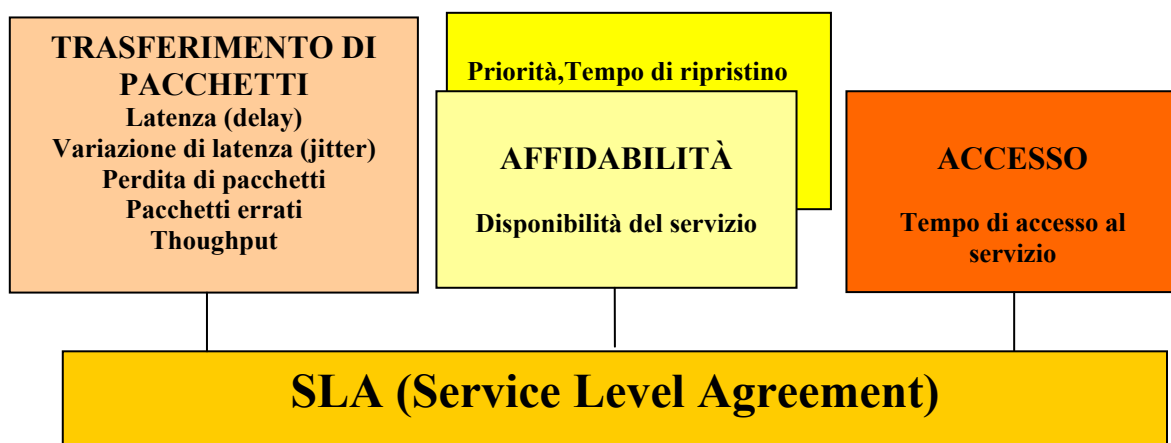 TRASFERIMENTO DI
PACCHETTI
Latenza (delay)
Variazione di latenza (jitter)
Perdita di pacchetti
Pacchetti errati
Thoughput
Priorità,Tempo di ripristino
AFFIDABILITÀ
Disponibilità del servizio
ACCESSO
Tempo di accesso al
servizio
SLA (Service Level Agreement)